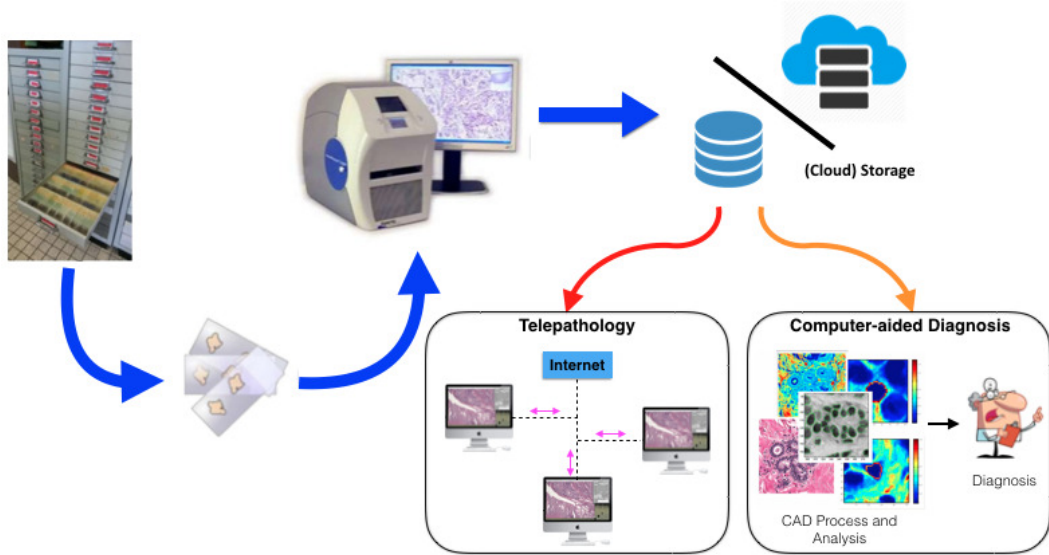 (Cloud) Storage
Telepathology
Internet
Computer-aided Diagnosis
CAD Process and
Analysis
Diagnosis